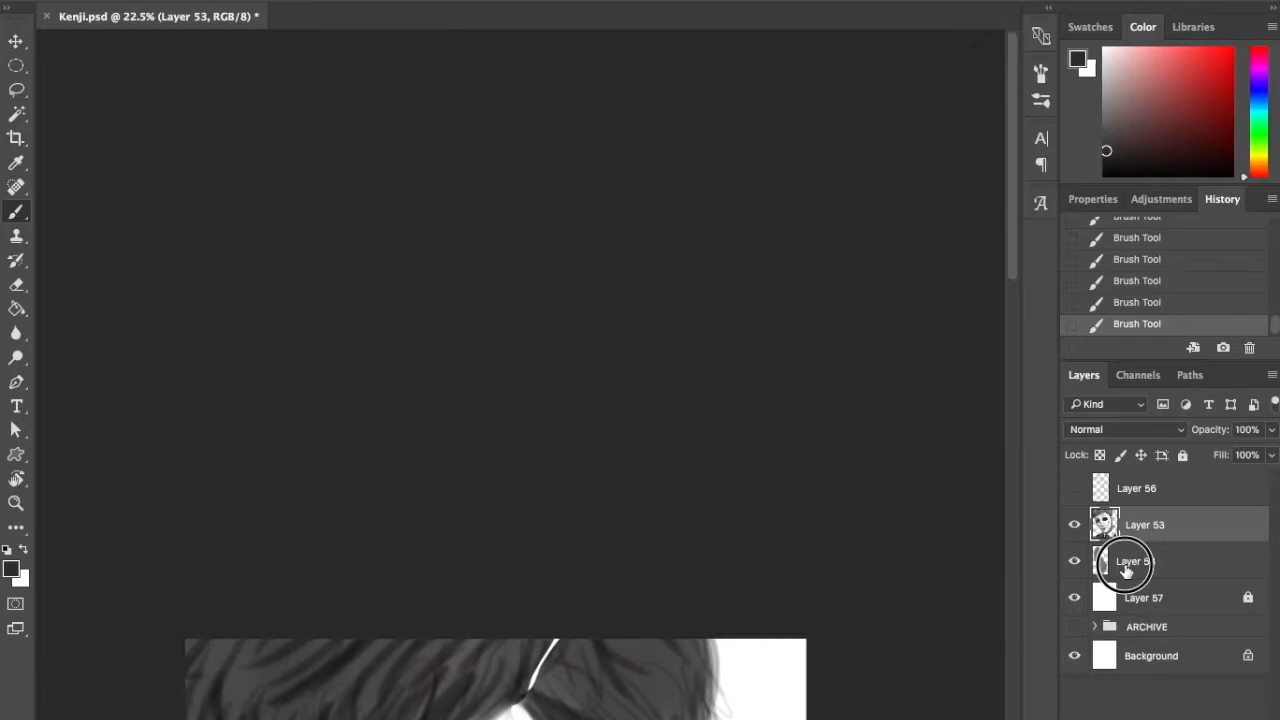 Kenji.psd @ 22.5% (Layer 53, RGB/8) *
Swatches
Color
Libraries
Properties
Adjustments
History
Brush Tool
Brush Tool
Brush Tool
Brush Tool
Brush Tool
Brush Tool
Layers
Channels
Paths
Kind
Normal
Opacity: 100%
Lock:
Fill: 100%
Layer 56
Layer 53
Layer
Layer 57
ARCHIVE
Background